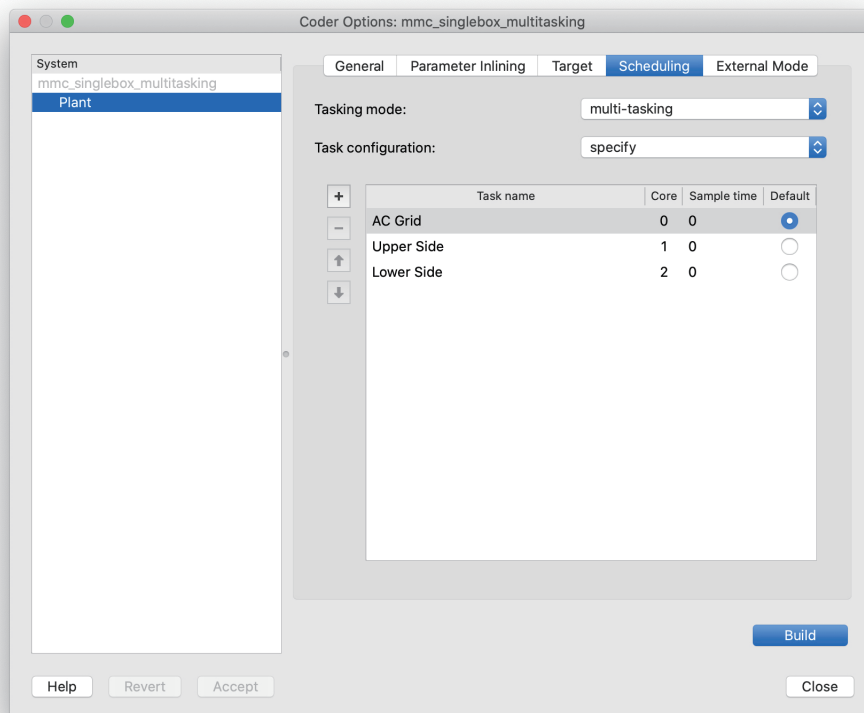 Coder Options: mmc_singlebox_multitasking
System
mmc_singlebox_multitasking
Plant
General Parameter Inlining Target Scheduling External Mode
Tasking mode: multi-tasking
Task configuration: specify
Task name Core Sample time Default
AC Grid 0 0
Upper Side 1 0
Lower Side 2 0
Build
Help Revert Accept Close